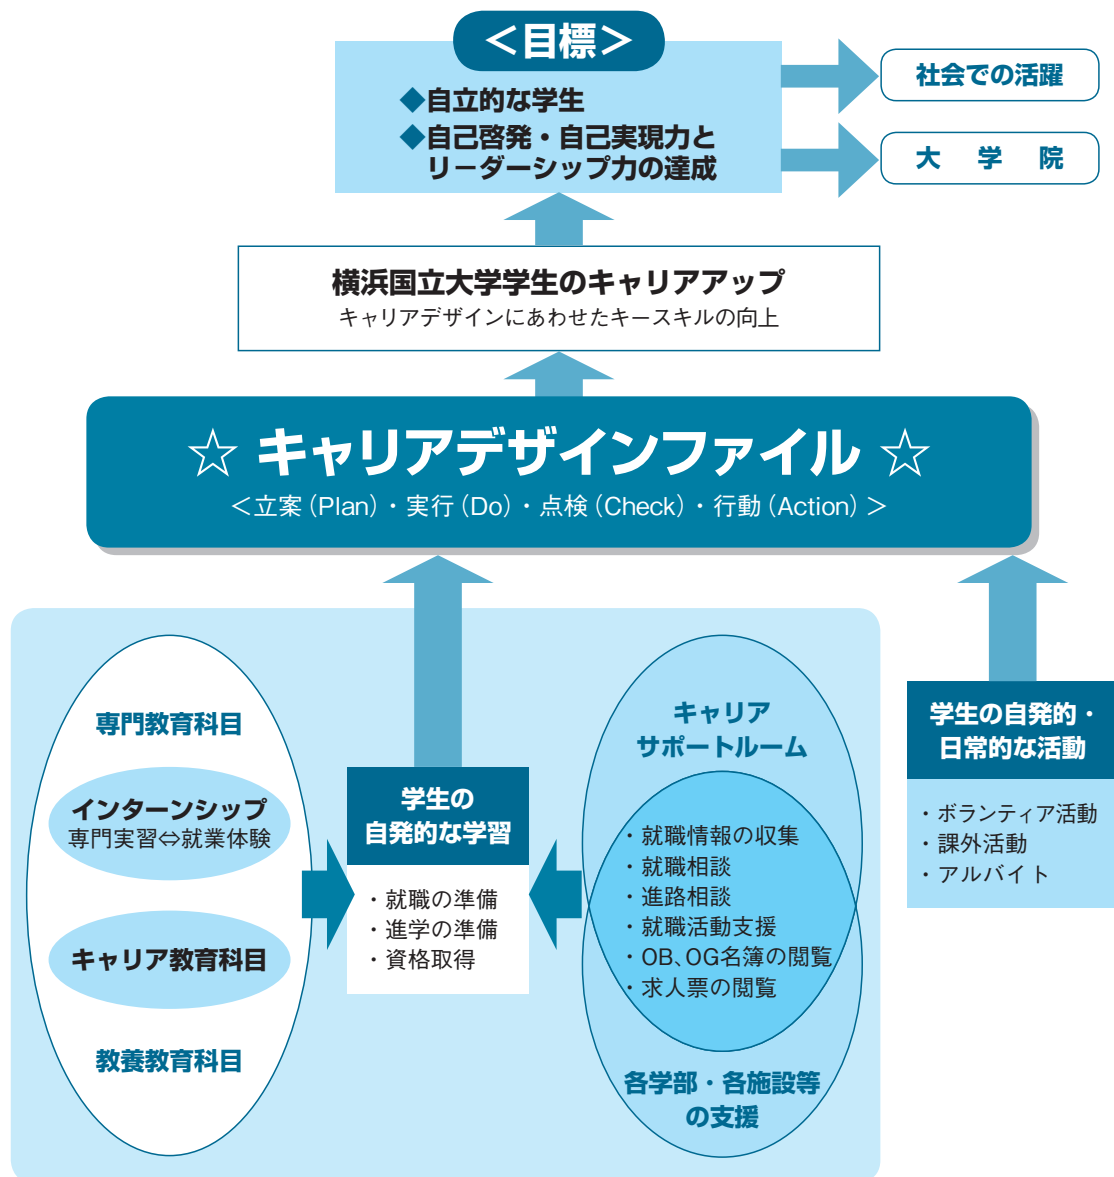 ＜目標＞
◆自立的な学生
◆自己啓発・自己実現力と
リーダーシップ力の達成
社会での活躍
大学院
横浜国立大学学生のキャリアアップ
キャリアデザインにあわせたキースキルの向上
☆ キャリアデザインファイル ☆
＜立案（Plan）・実行（Do）・点検（Check）・行動（Action）＞
専門教育科目
インターンシップ
専門実習⇔就業体験
キャリア教育科目
教養教育科目
学生の
自発的な学習
・就職の準備
・進学の準備
・資格取得
キャリア
サポートルーム
・就職情報の収集
・就職相談
・進路相談
・就職活動支援
・OB、OG名簿の閲覧
・求人票の閲覧
各学部・各施設等
の支援
学生の自発的・
日常的な活動
・ボランティア活動
・課外活動
・アルバイト